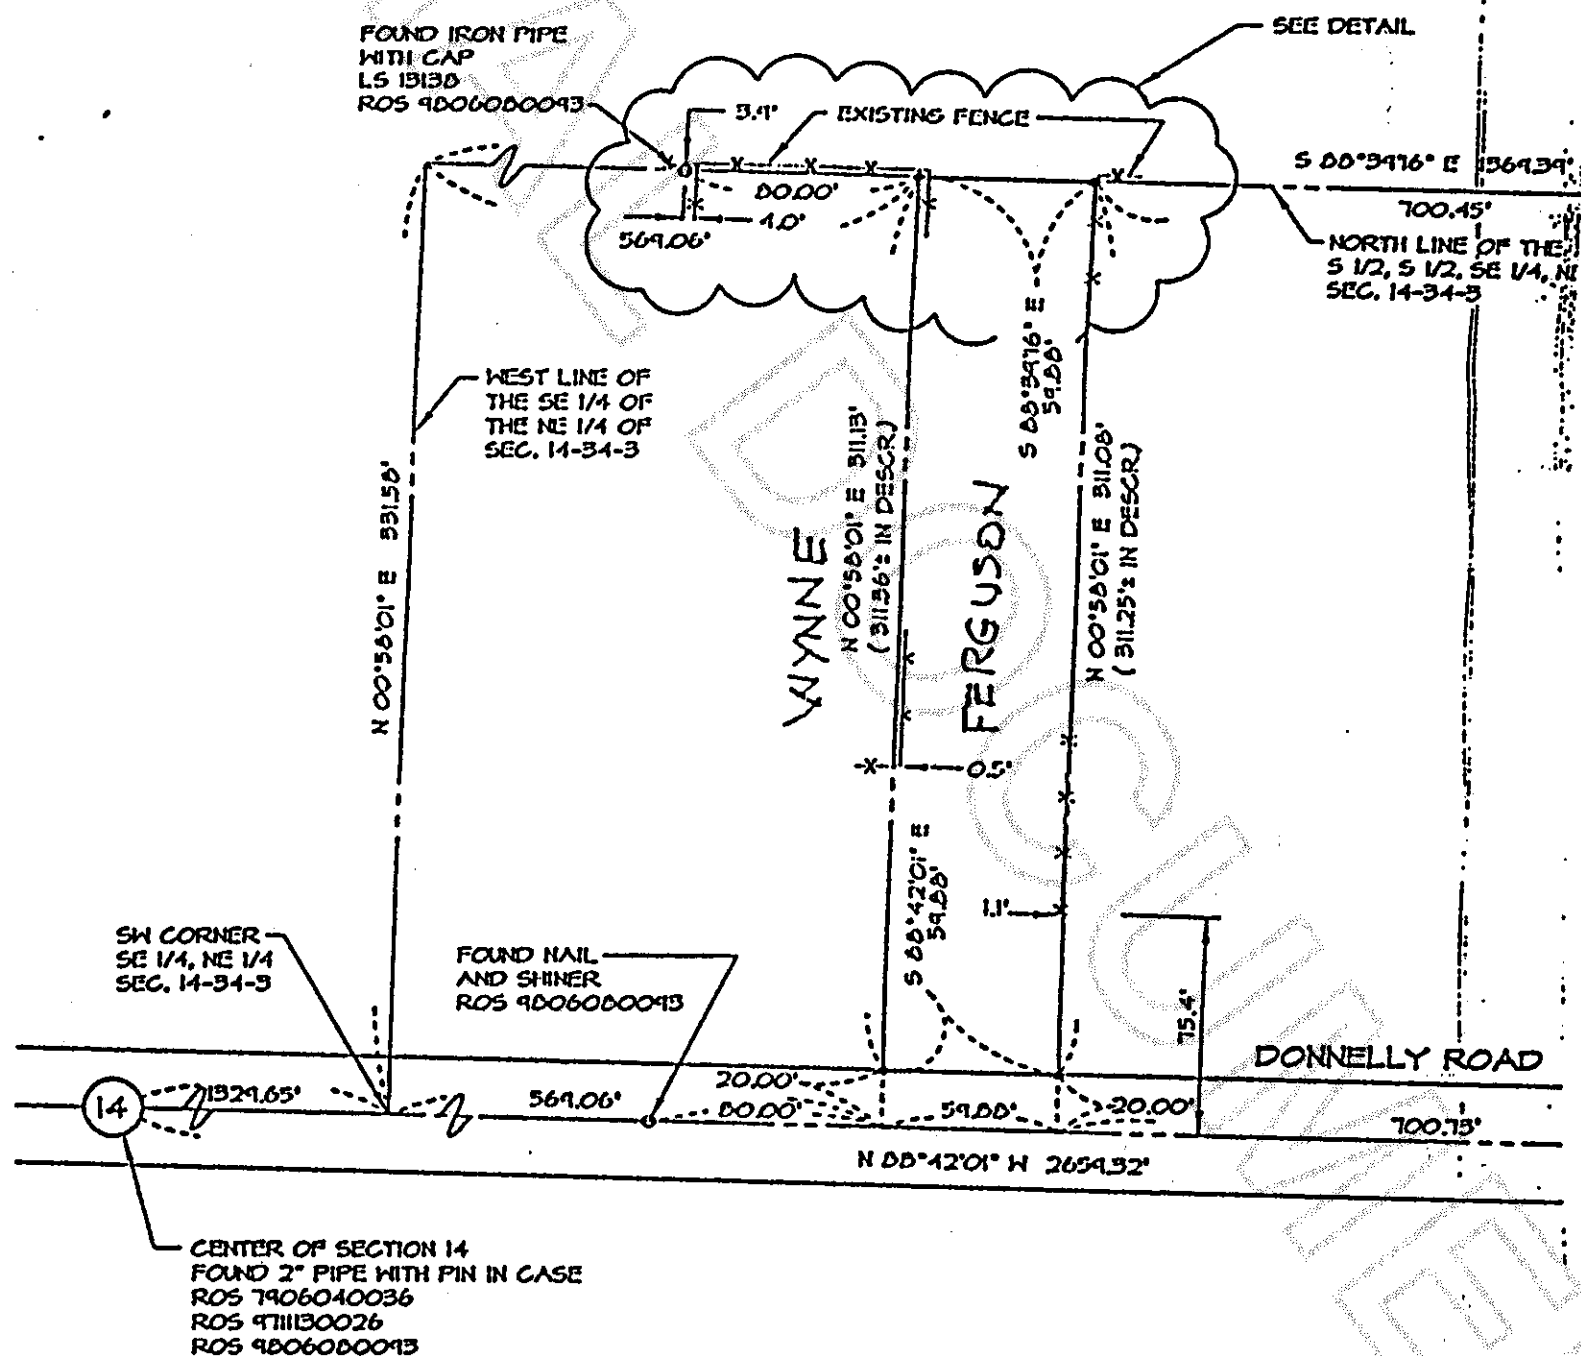 FOUND IRON PIPE
WITH CAP
LS 13138
ROS 9806080093
SEE DETAIL
3.4'
EXISTING FENCE
80.00'
4.0'
569.06'
S 88°39'16" E 1369.39'
700.45'
NORTH LINE OF THE
S 1/2, S 1/2, SE 1/4, NE
SEC. 14-34-3
WEST LINE OF
THE SE 1/4 OF
THE NE 1/4 OF
SEC. 14-34-3
N 00°58'01" E 331.58'
WYNNE
N 00°58'01" E 311.13'
(311.36'± IN DESCR.)
FERGUSON
S 88°39'16" E
59.88'
N 00°58'01" E 311.08'
(311.25'± IN DESCR.)
0.5'
S 88°42'01" E
59.88'
1.1'
75.4'
SW CORNER
SE 1/4, NE 1/4
SEC. 14-34-3
FOUND NAIL
AND SHINER
ROS 9806080093
DONNELLY ROAD
14
1329.65'
569.06'
20.00'
80.00'
59.88'
20.00'
700.73'
N 88°42'01" W 2659.32'
CENTER OF SECTION 14
FOUND 2" PIPE WITH PIN IN CASE
ROS 7906040036
ROS 9711130026
ROS 9806080093